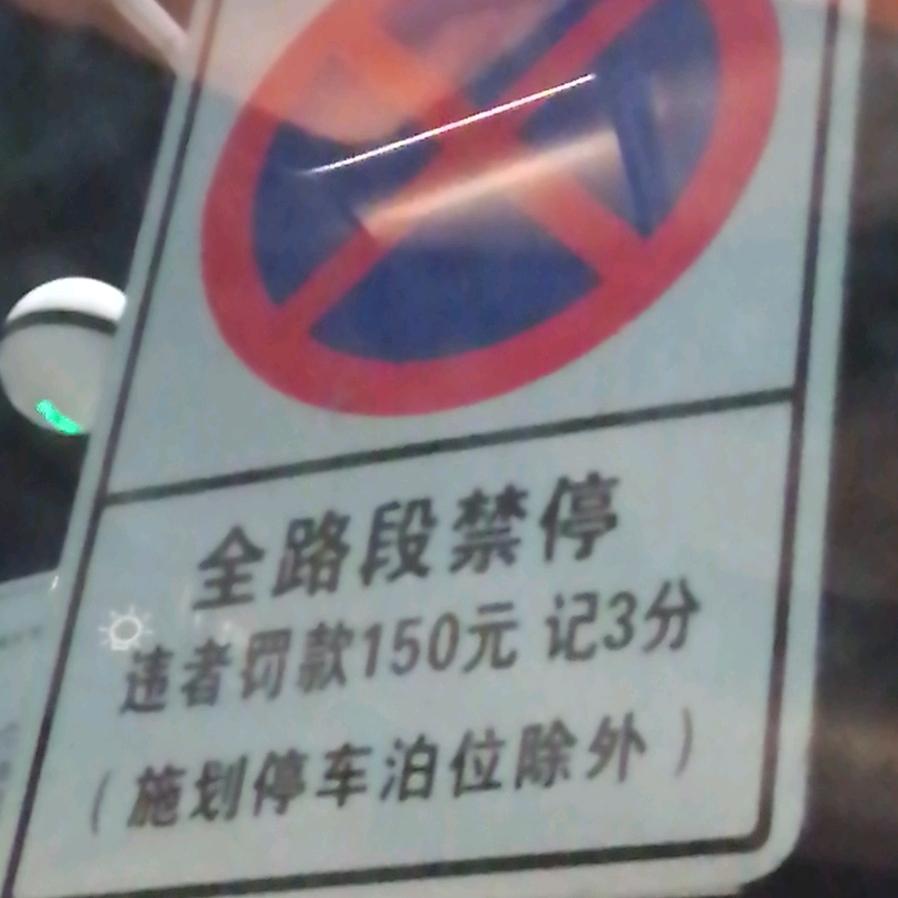 全路段禁停
违者罚款150元 记3分
（施划停车泊位除外）